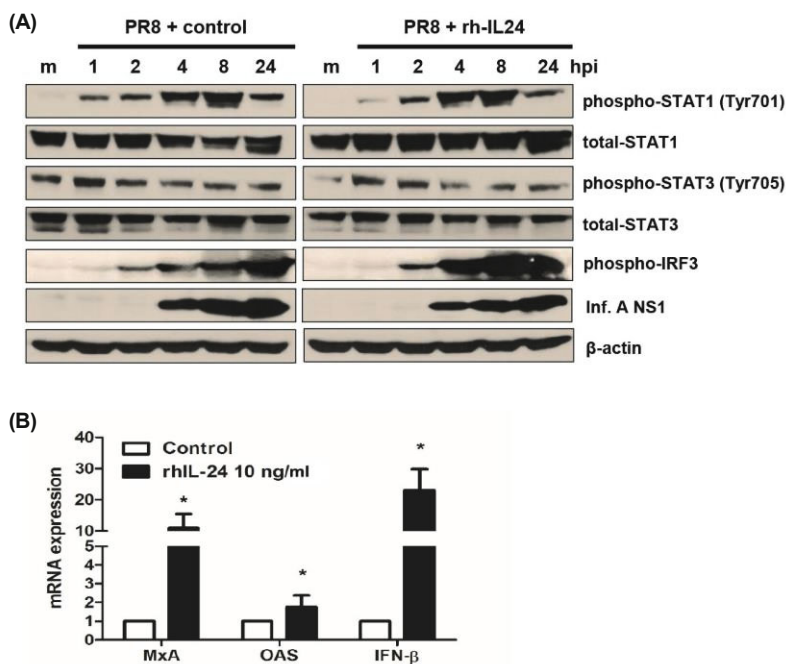 (A)
PR8 + control PR8 + rh-IL24
m 1 2 4 8 24 m 1 2 4 8 24 hpi
phospho-STAT1 (Tyr701)
total-STAT1
phospho-STAT3 (Tyr705)
total-STAT3
phospho-IRF3
Inf. A NS1
β-actin
(B)
40
30
20
10
5
4
3
2
1
0
mRNA expression
Control
rhIL-24 10 ng/ml
*
*
*
MxA OAS IFN-β